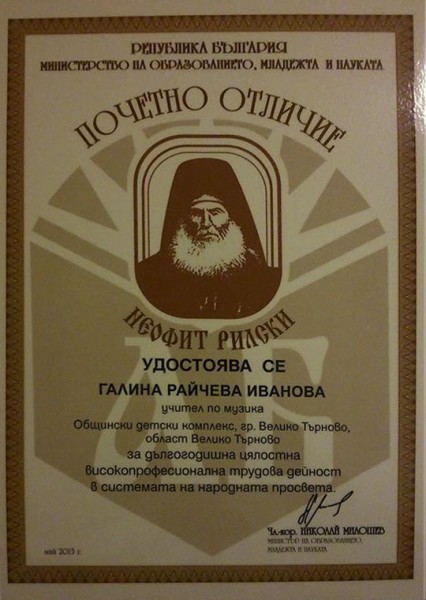 РЕПУБЛИКА БЪЛГАРИЯ
МИНИСТЕРСТВО НА ОБРАЗОВАНИЕТО, МЛАДЕЖТА И НАУКАТА
ПОЧЕТНО ОТЛИЧИЕ
НЕОФИТ РИЛСКИ
УДОСТОЯВА СЕ
ГАЛИНА РАЙЧЕВА ИВАНОВА
учител по музика
Общински детски комплекс, гр. Велико Търново,
област Велико Търново
за дългогодишна цялостна
високопрофесионална трудова дейност
в системата на народната просвета.
Чл.-кор. НИКОЛАЙ МИЛОШЕВ
МИНИСТЪР НА ОБРАЗОВАНИЕТО,
МЛАДЕЖТА И НАУКАТА
май 2013 г.